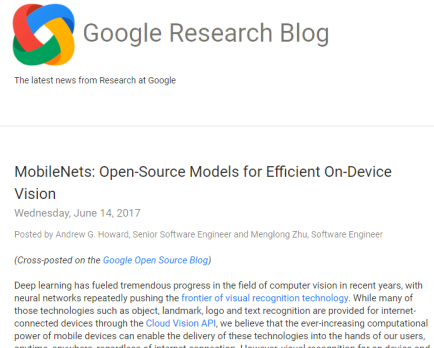 Google Research Blog
The latest news from Research at Google
MobileNets: Open-Source Models for Efficient On-Device
Vision
Wednesday, June 14, 2017
Posted by Andrew G. Howard, Senior Software Engineer and Menglong Zhu, Software Engineer
(Cross-posted on the Google Open Source Blog)
Deep learning has fueled tremendous progress in the field of computer vision in recent years, with
neural networks repeatedly pushing the frontier of visual recognition technology. While many of
those technologies such as object, landmark, logo and text recognition are provided for internet-
connected devices through the Cloud Vision API, we believe that the ever-increasing computational
power of mobile devices can enable the delivery of these technologies into the hands of our users,
anytime, anywhere, regardless of internet connection. However, visual recognition for on device and